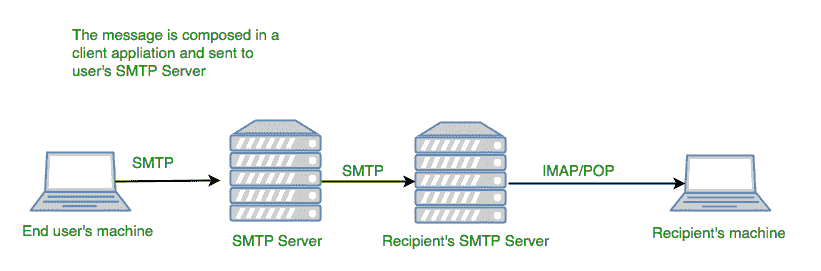 The message is composed in a
client appliation and sent to
user's SMTP Server
SMTP
SMTP
IMAP/POP
End user's machine
SMTP Server
Recipient's SMTP Server
Recipient's machine